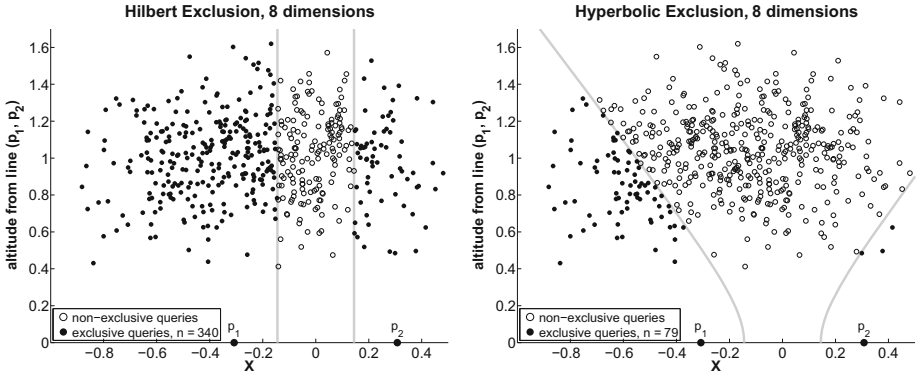 Hilbert Exclusion, 8 dimensions
altitude from line (p1, p2)
1.6
1.4
1.2
1
0.8
0.6
0.4
0.2
0
non-exclusive queries
exclusive queries, n = 340
p1
p2
−0.8 −0.6 −0.4 −0.2 0 0.2 0.4
X
Hyperbolic Exclusion, 8 dimensions
altitude from line (p1, p2)
1.6
1.4
1.2
1
0.8
0.6
0.4
0.2
0
non-exclusive queries
exclusive queries, n = 79
p1
p2
−0.8 −0.6 −0.4 −0.2 0 0.2 0.4
X